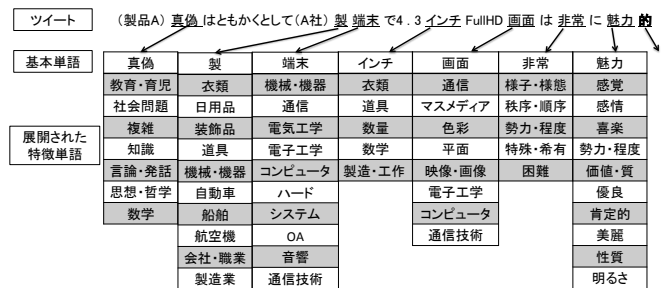 ツイート (製品A) 真偽 はともかくとして(A社) 製 端末 で4 . 3 インチ FullHD 画面 は 非常 に 魅力 的
基本単語 真偽 製 端末 インチ 画面 非常 魅力
教育・育児 衣類 機械・機器 衣類 通信 様子・様態 感覚
社会問題 日用品 通信 道具 マスメディア 秩序・順序 感情
複雑 装飾品 電気工学 数量 色彩 勢力・程度 喜楽
展開された
特徴単語
知識 道具 電子工学 数学 平面 特殊・希有 勢力・程度
言論・発話 機械・機器 コンピュータ 製造・工作 映像・画像 困難 価値・質
思想・哲学 自動車 ハード 電子工学 優良
数学 船舶 システム コンピュータ 肯定的
航空機 OA 通信技術 美麗
会社・職業 音響 性質
製造業 通信技術 明るさ